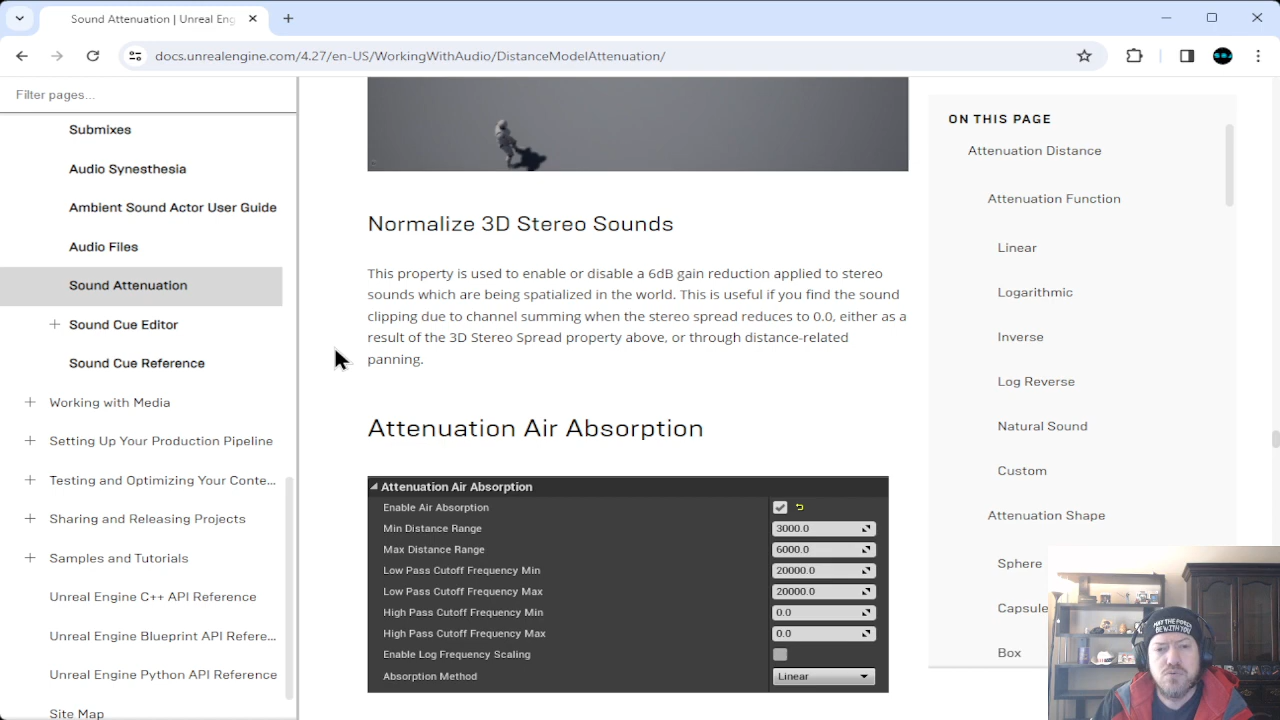 Sound Attenuation | Unreal Eng
docs.unrealengine.com/4.27/en-US/WorkingWithAudio/DistanceModelAttenuation/
Filter pages...
Submixes
Audio Synesthesia
Ambient Sound Actor User Guide
Audio Files
Sound Attenuation
Sound Cue Editor
Sound Cue Reference
Working with Media
Setting Up Your Production Pipeline
Testing and Optimizing Your Conte...
Sharing and Releasing Projects
Samples and Tutorials
Unreal Engine C++ API Reference
Unreal Engine Blueprint API Refere...
Unreal Engine Python API Reference
Site Map
Normalize 3D Stereo Sounds
This property is used to enable or disable a 6dB gain reduction applied to stereo
sounds which are being spatialized in the world. This is useful if you find the sound
clipping due to channel summing when the stereo spread reduces to 0.0, either as a
result of the 3D Stereo Spread property above, or through distance-related
panning.
Attenuation Air Absorption
Attenuation Air Absorption
Enable Air Absorption
Min Distance Range 3000.0
Max Distance Range 6000.0
Low Pass Cutoff Frequency Min 20000.0
Low Pass Cutoff Frequency Max 20000.0
High Pass Cutoff Frequency Min 0.0
High Pass Cutoff Frequency Max 0.0
Enable Log Frequency Scaling
Absorption Method Linear
ON THIS PAGE
Attenuation Distance
Attenuation Function
Linear
Logarithmic
Inverse
Log Reverse
Natural Sound
Custom
Attenuation Shape
Sphere
Capsule
Box
MAY THE FORCE
BE WITH YOU